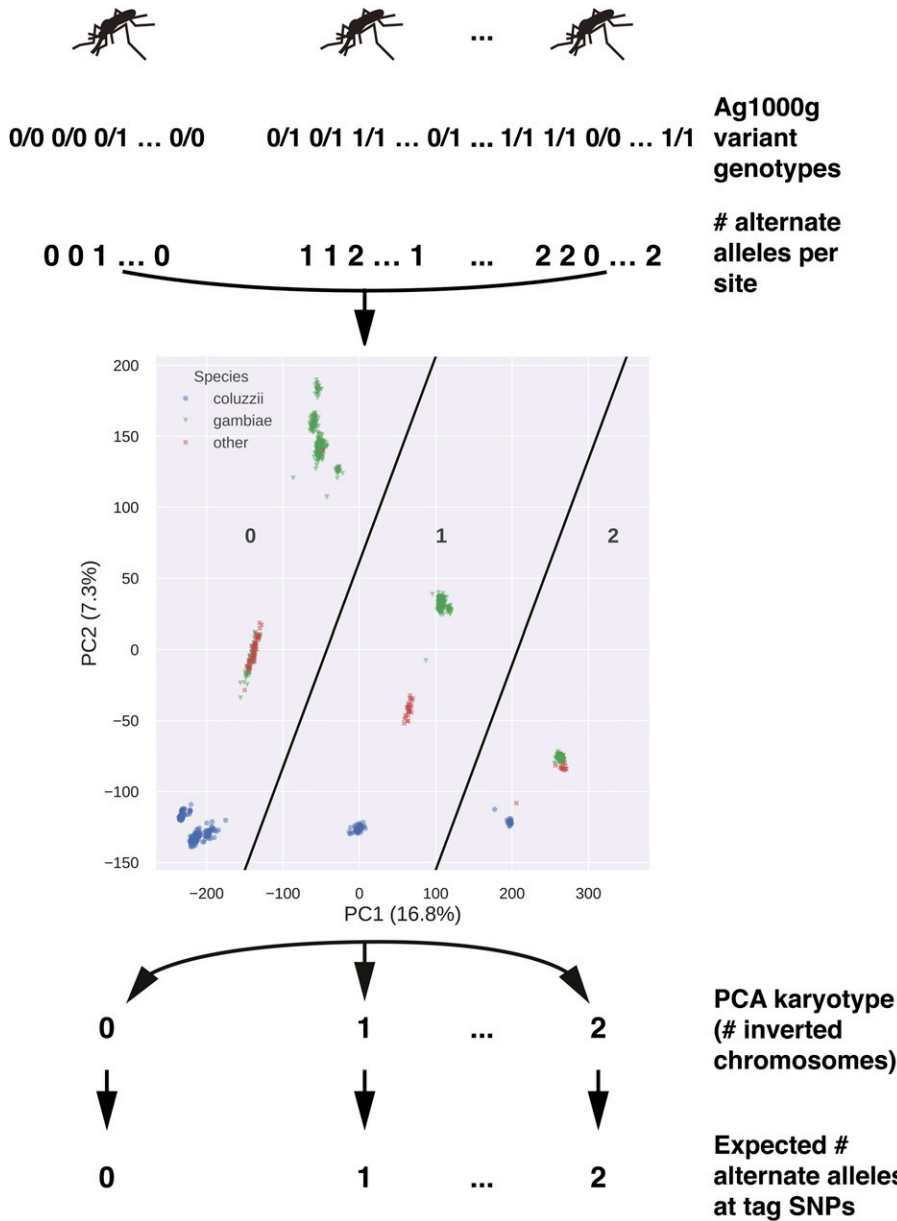 ...
0/0 0/0 0/1 ... 0/0
0/1 0/1 1/1 ... 0/1 ... 1/1 1/1 0/0 ... 1/1
Ag1000g
variant
genotypes
0 0 1 ... 0
1 1 2 ... 1
...
2 2 0 ... 2
# alternate
alleles per
site
Species
coluzzii
gambiae
other
0
1
2
200
150
100
50
0
−50
−100
−150
PC2 (7.3%)
−200
−100
0
100
200
300
PC1 (16.8%)
0
1
...
2
PCA karyotype
(# inverted
chromosomes)
0
1
...
2
Expected #
alternate alleles
at tag SNPs